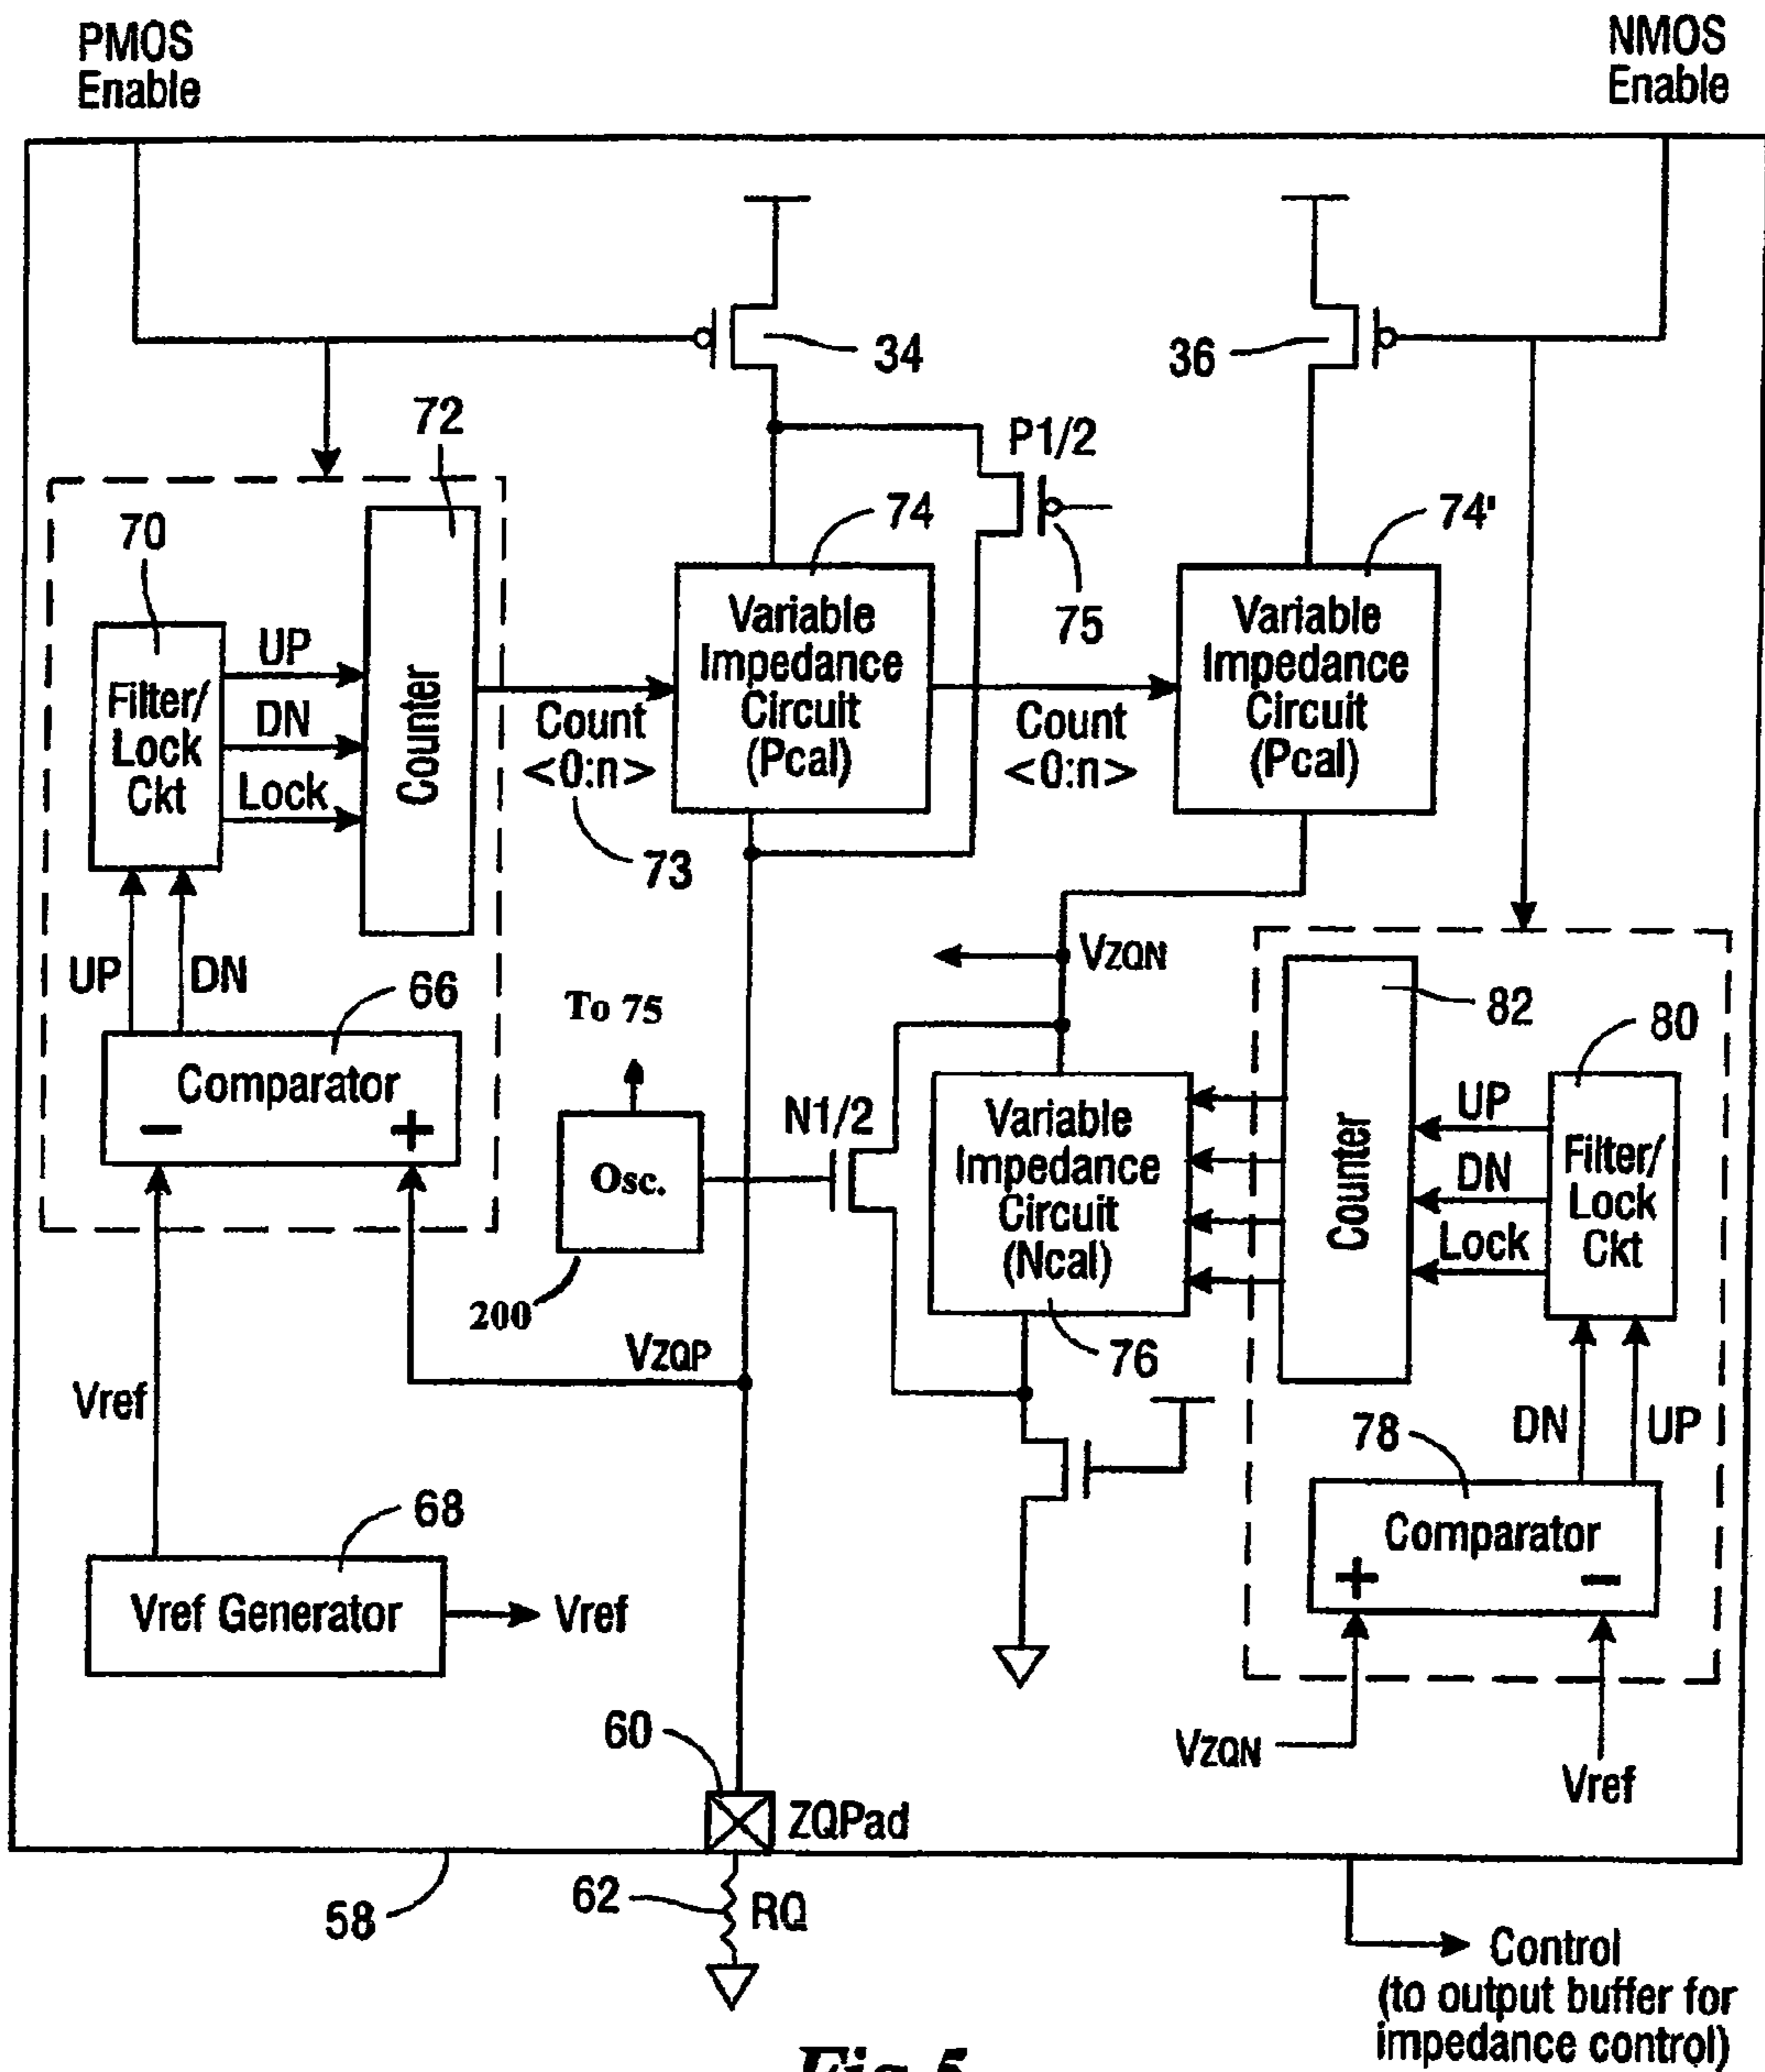 PMOS
Enable
NMOS
Enable
34
36
P1/2
72
74
74'
70
75
UP
DN
Lock
Filter/
Lock
Ckt
Counter
Count
<0:n>
73
Variable
Impedance
Circuit
(Pcal)
Count
<0:n>
Variable
Impedance
Circuit
(Pcal)
UP
DN
66
Comparator
-
+
To 75
Osc.
200
N1/2
VZQN
Variable
Impedance
Circuit
(Ncal)
76
82
80
Counter
UP
DN
Lock
Filter/
Lock
Ckt
VZQP
Vref
68
Vref Generator
Vref
DN
UP
78
Comparator
+
-
VZQN
Vref
60
ZQPad
58
62
RQ
Control
(to output buffer for
impedance control)
Fig 5